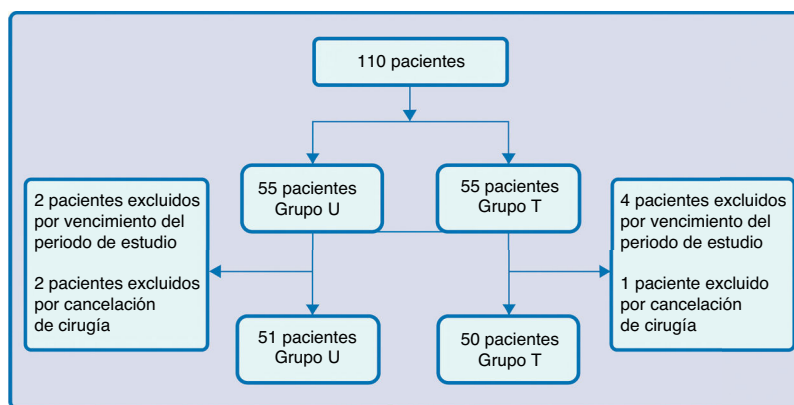 110 pacientes
55 pacientes
Grupo U
55 pacientes
Grupo T
2 pacientes excluidos
por vencimiento del
periodo de estudio
2 pacientes excluidos
por cancelación
de cirugía
4 pacientes excluidos
por vencimiento del
periodo de estudio
1 paciente excluido
por cancelación
de cirugía
51 pacientes
Grupo U
50 pacientes
Grupo T